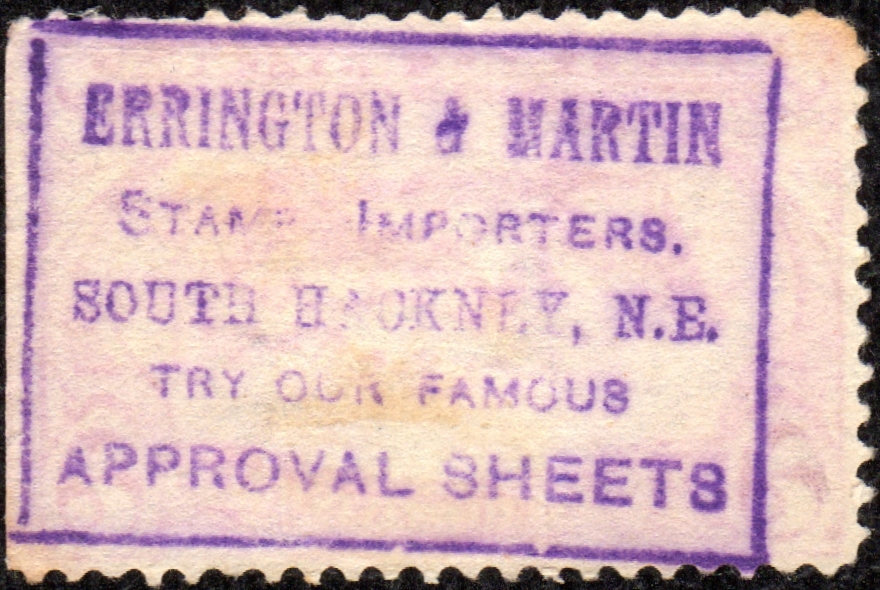 ERRINGTON & MARTIN
STAMP IMPORTERS.
SOUTH HACKNEY, N.E.
TRY OUR FAMOUS
APPROVAL SHEETS